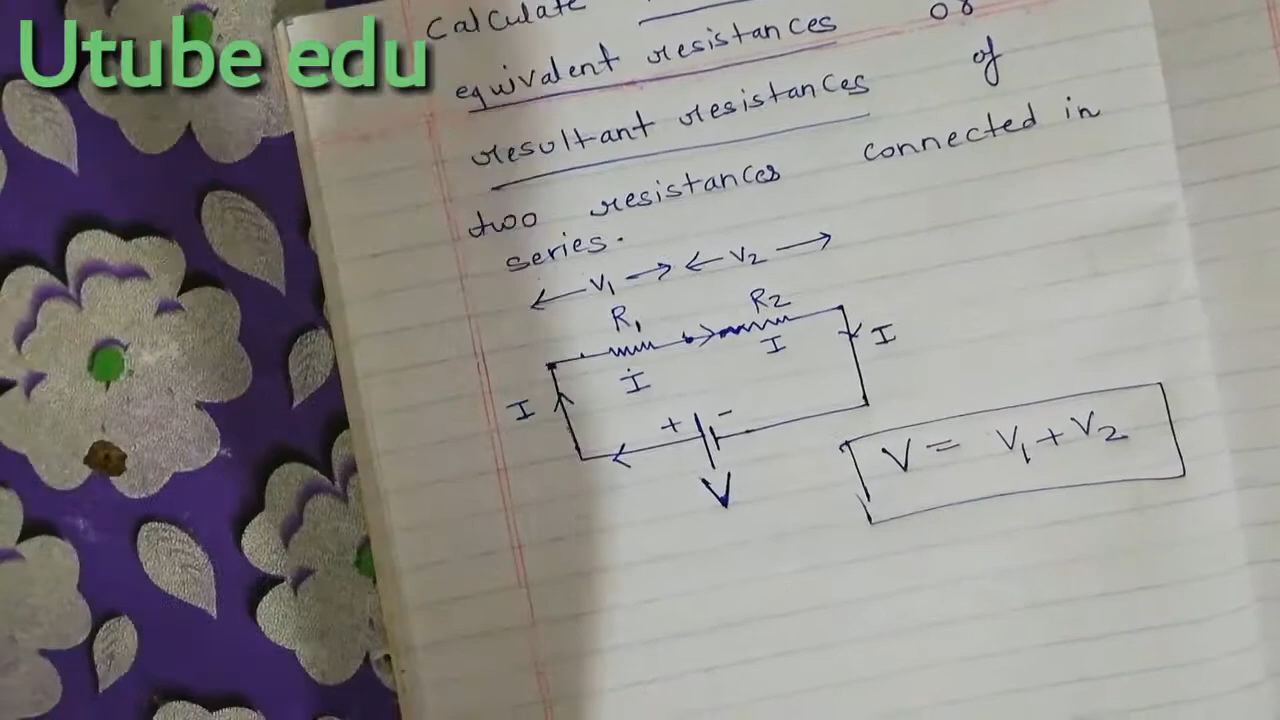 Utube edu
Calculate
equivalent resistances or
resultant resistances of
two resistances connected in
series.
V1 V2
R1 R2
I I I I
+ -
V
V = V1 + V2